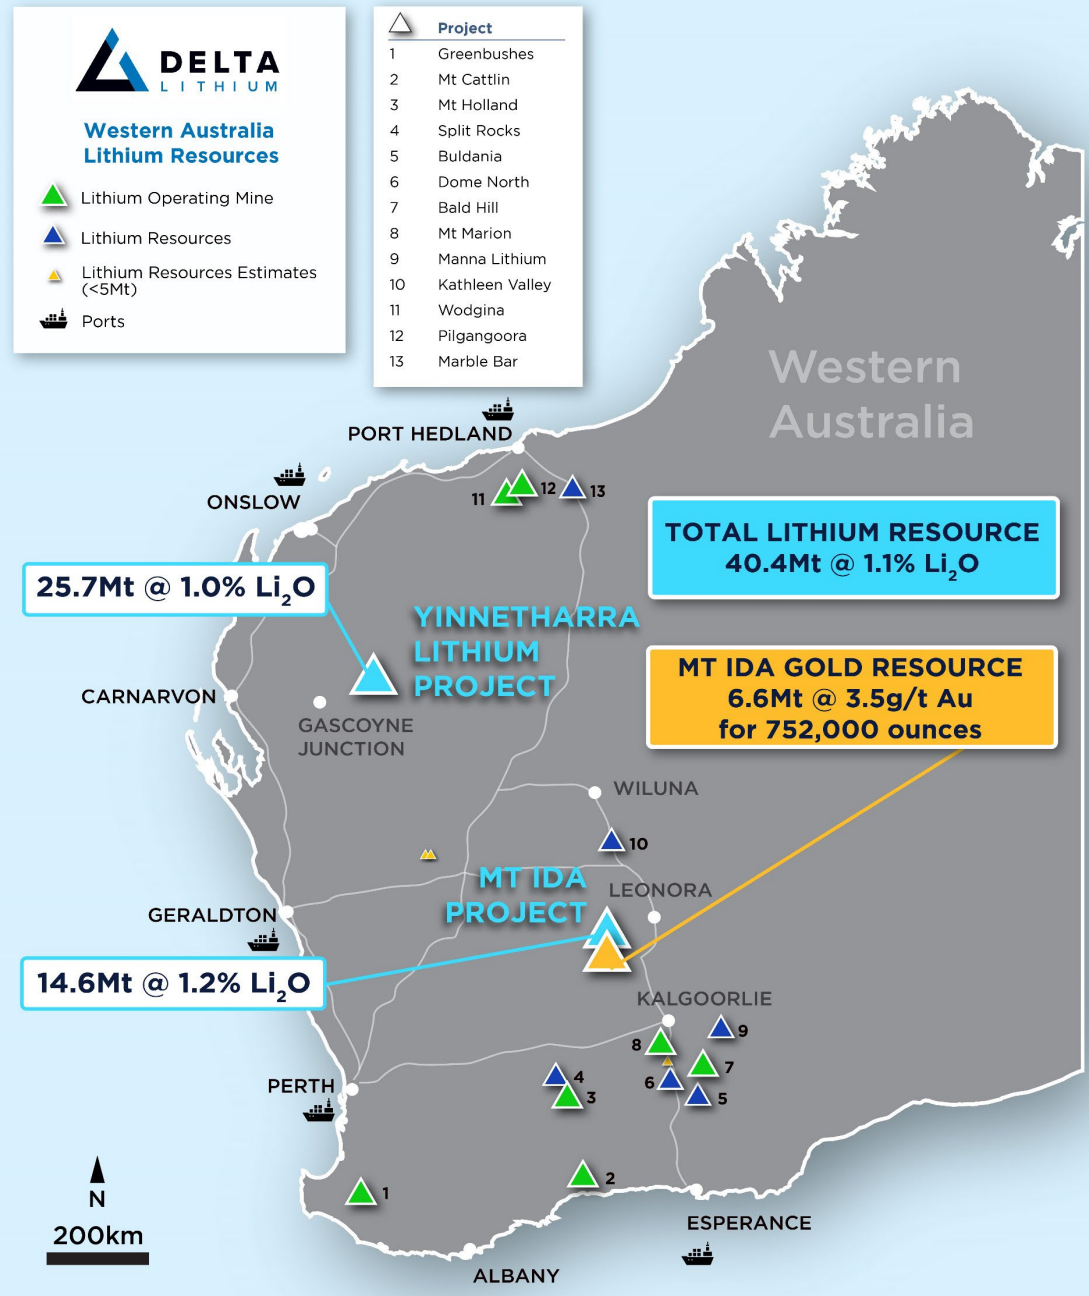 DELTA
LITHIUM
Western Australia
Lithium Resources
Lithium Operating Mine
Lithium Resources
Lithium Resources Estimates
(<5Mt)
Ports
Project
1 Greenbushes
2 Mt Cattlin
3 Mt Holland
4 Split Rocks
5 Buldania
6 Dome North
7 Bald Hill
8 Mt Marion
9 Manna Lithium
10 Kathleen Valley
11 Wodgina
12 Pilgangoora
13 Marble Bar
Western
Australia
PORT HEDLAND
11
12
13
ONSLOW
TOTAL LITHIUM RESOURCE
40.4Mt @ 1.1% Li₂O
25.7Mt @ 1.0% Li₂O
YINNETHARRA
LITHIUM
PROJECT
MT IDA GOLD RESOURCE
6.6Mt @ 3.5g/t Au
for 752,000 ounces
CARNARVON
GASCOYNE
JUNCTION
WILUNA
10
MT IDA
PROJECT
LEONORA
GERALDTON
14.6Mt @ 1.2% Li₂O
KALGOORLIE
9
8
7
6
5
4
3
PERTH
2
1
N
200km
ESPERANCE
ALBANY